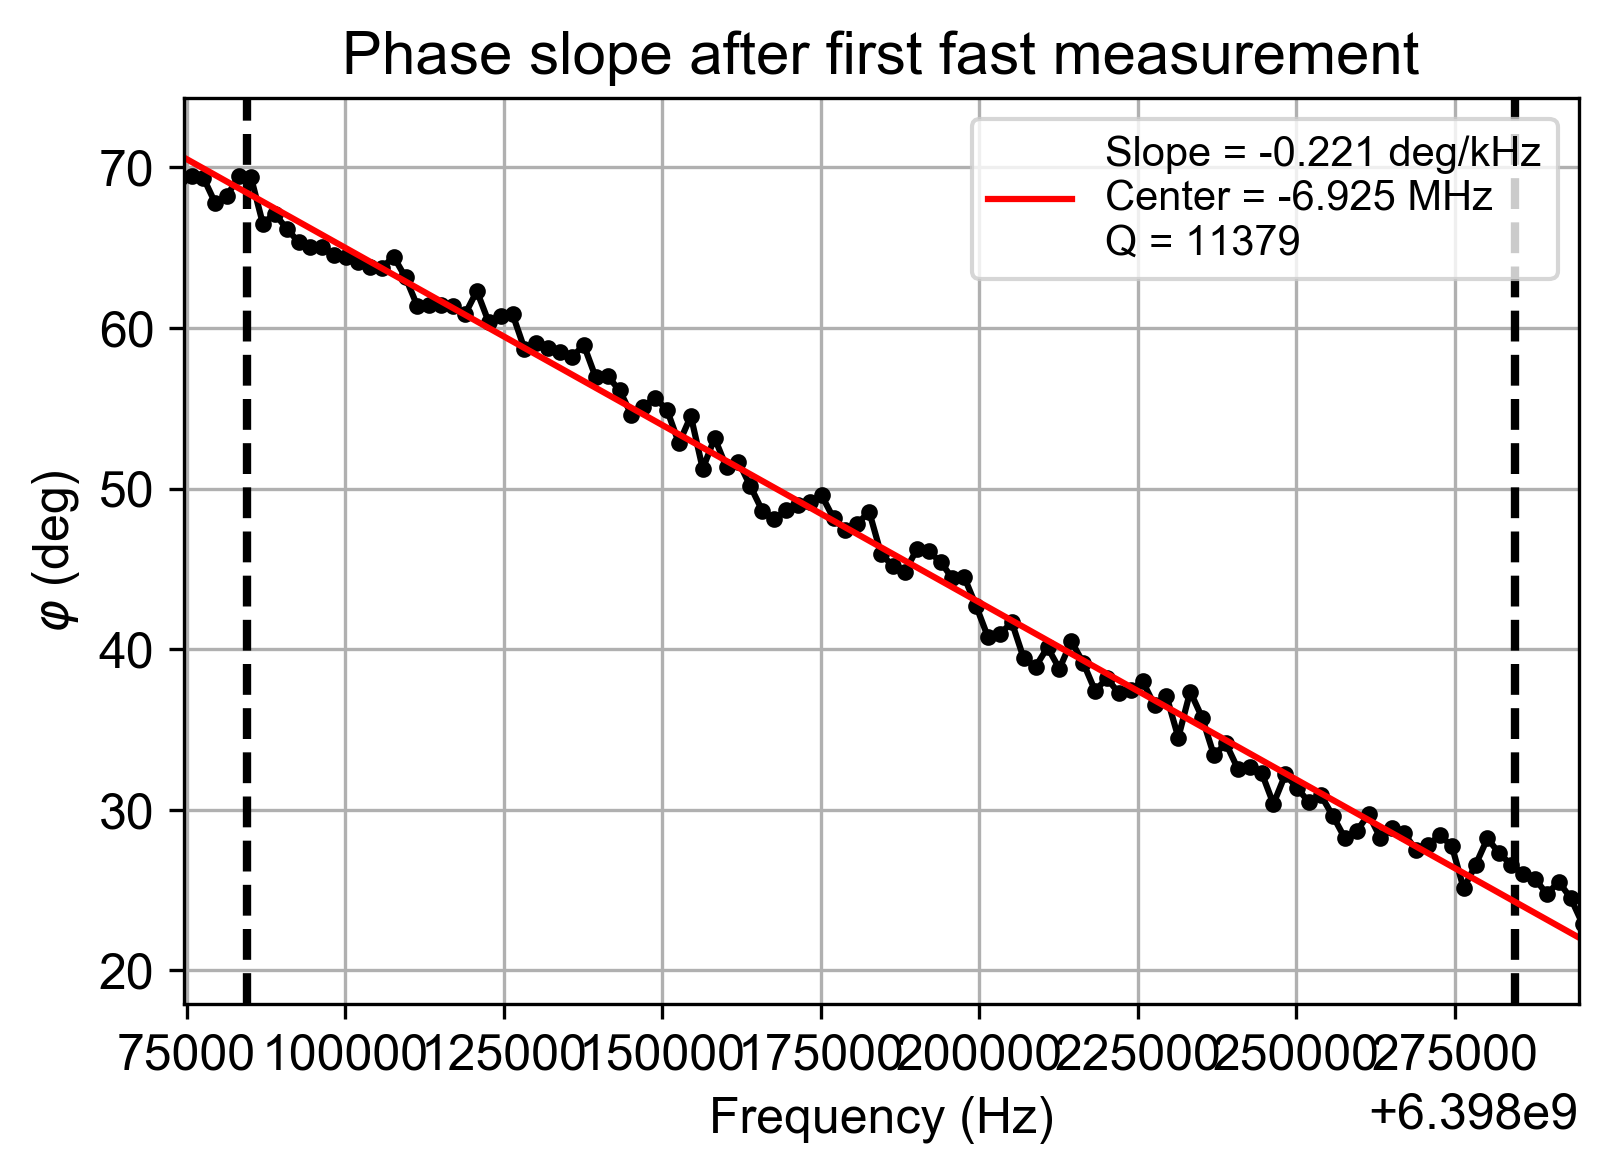 Phase slope after first fast measurement
Slope = -0.221 deg/kHz
Center = -6.925 MHz
Q = 11379
70
60
50
40
30
20
φ (deg)
75000 100000 125000 150000 175000 200000 225000 250000 275000
Frequency (Hz)
+6.398e9